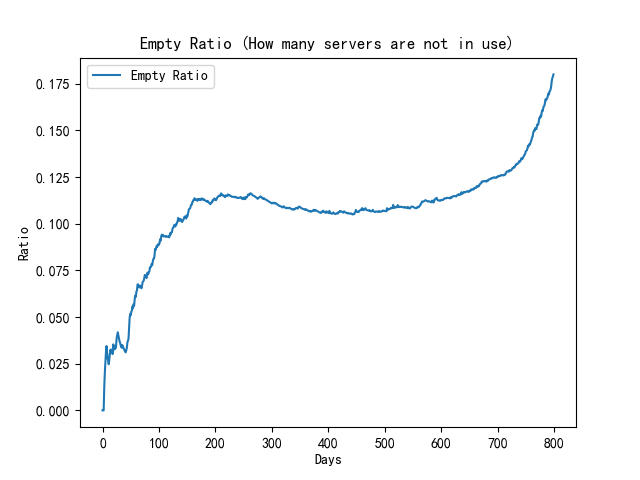 Empty Ratio (How many servers are not in use)
Empty Ratio
0.175
0.150
0.125
0.100
0.075
0.050
0.025
0.000
Ratio
0 100 200 300 400 500 600 700 800
Days